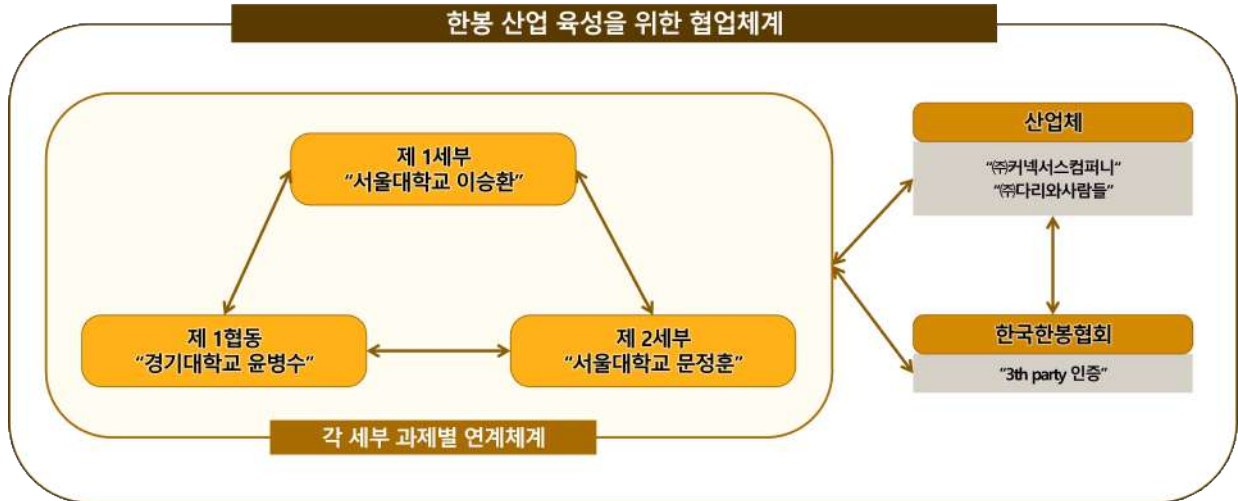 한봉 산업 육성을 위한 협업체계
제 1세부
“서울대학교 이승환”
제 1협동
“경기대학교 윤병수”
제 2세부
“서울대학교 문정훈”
각 세부 과제별 연계체계
산업체
“㈜커넥서스컴퍼니“
“㈜다리와사람들”
한국한봉협회
“3th party 인증”